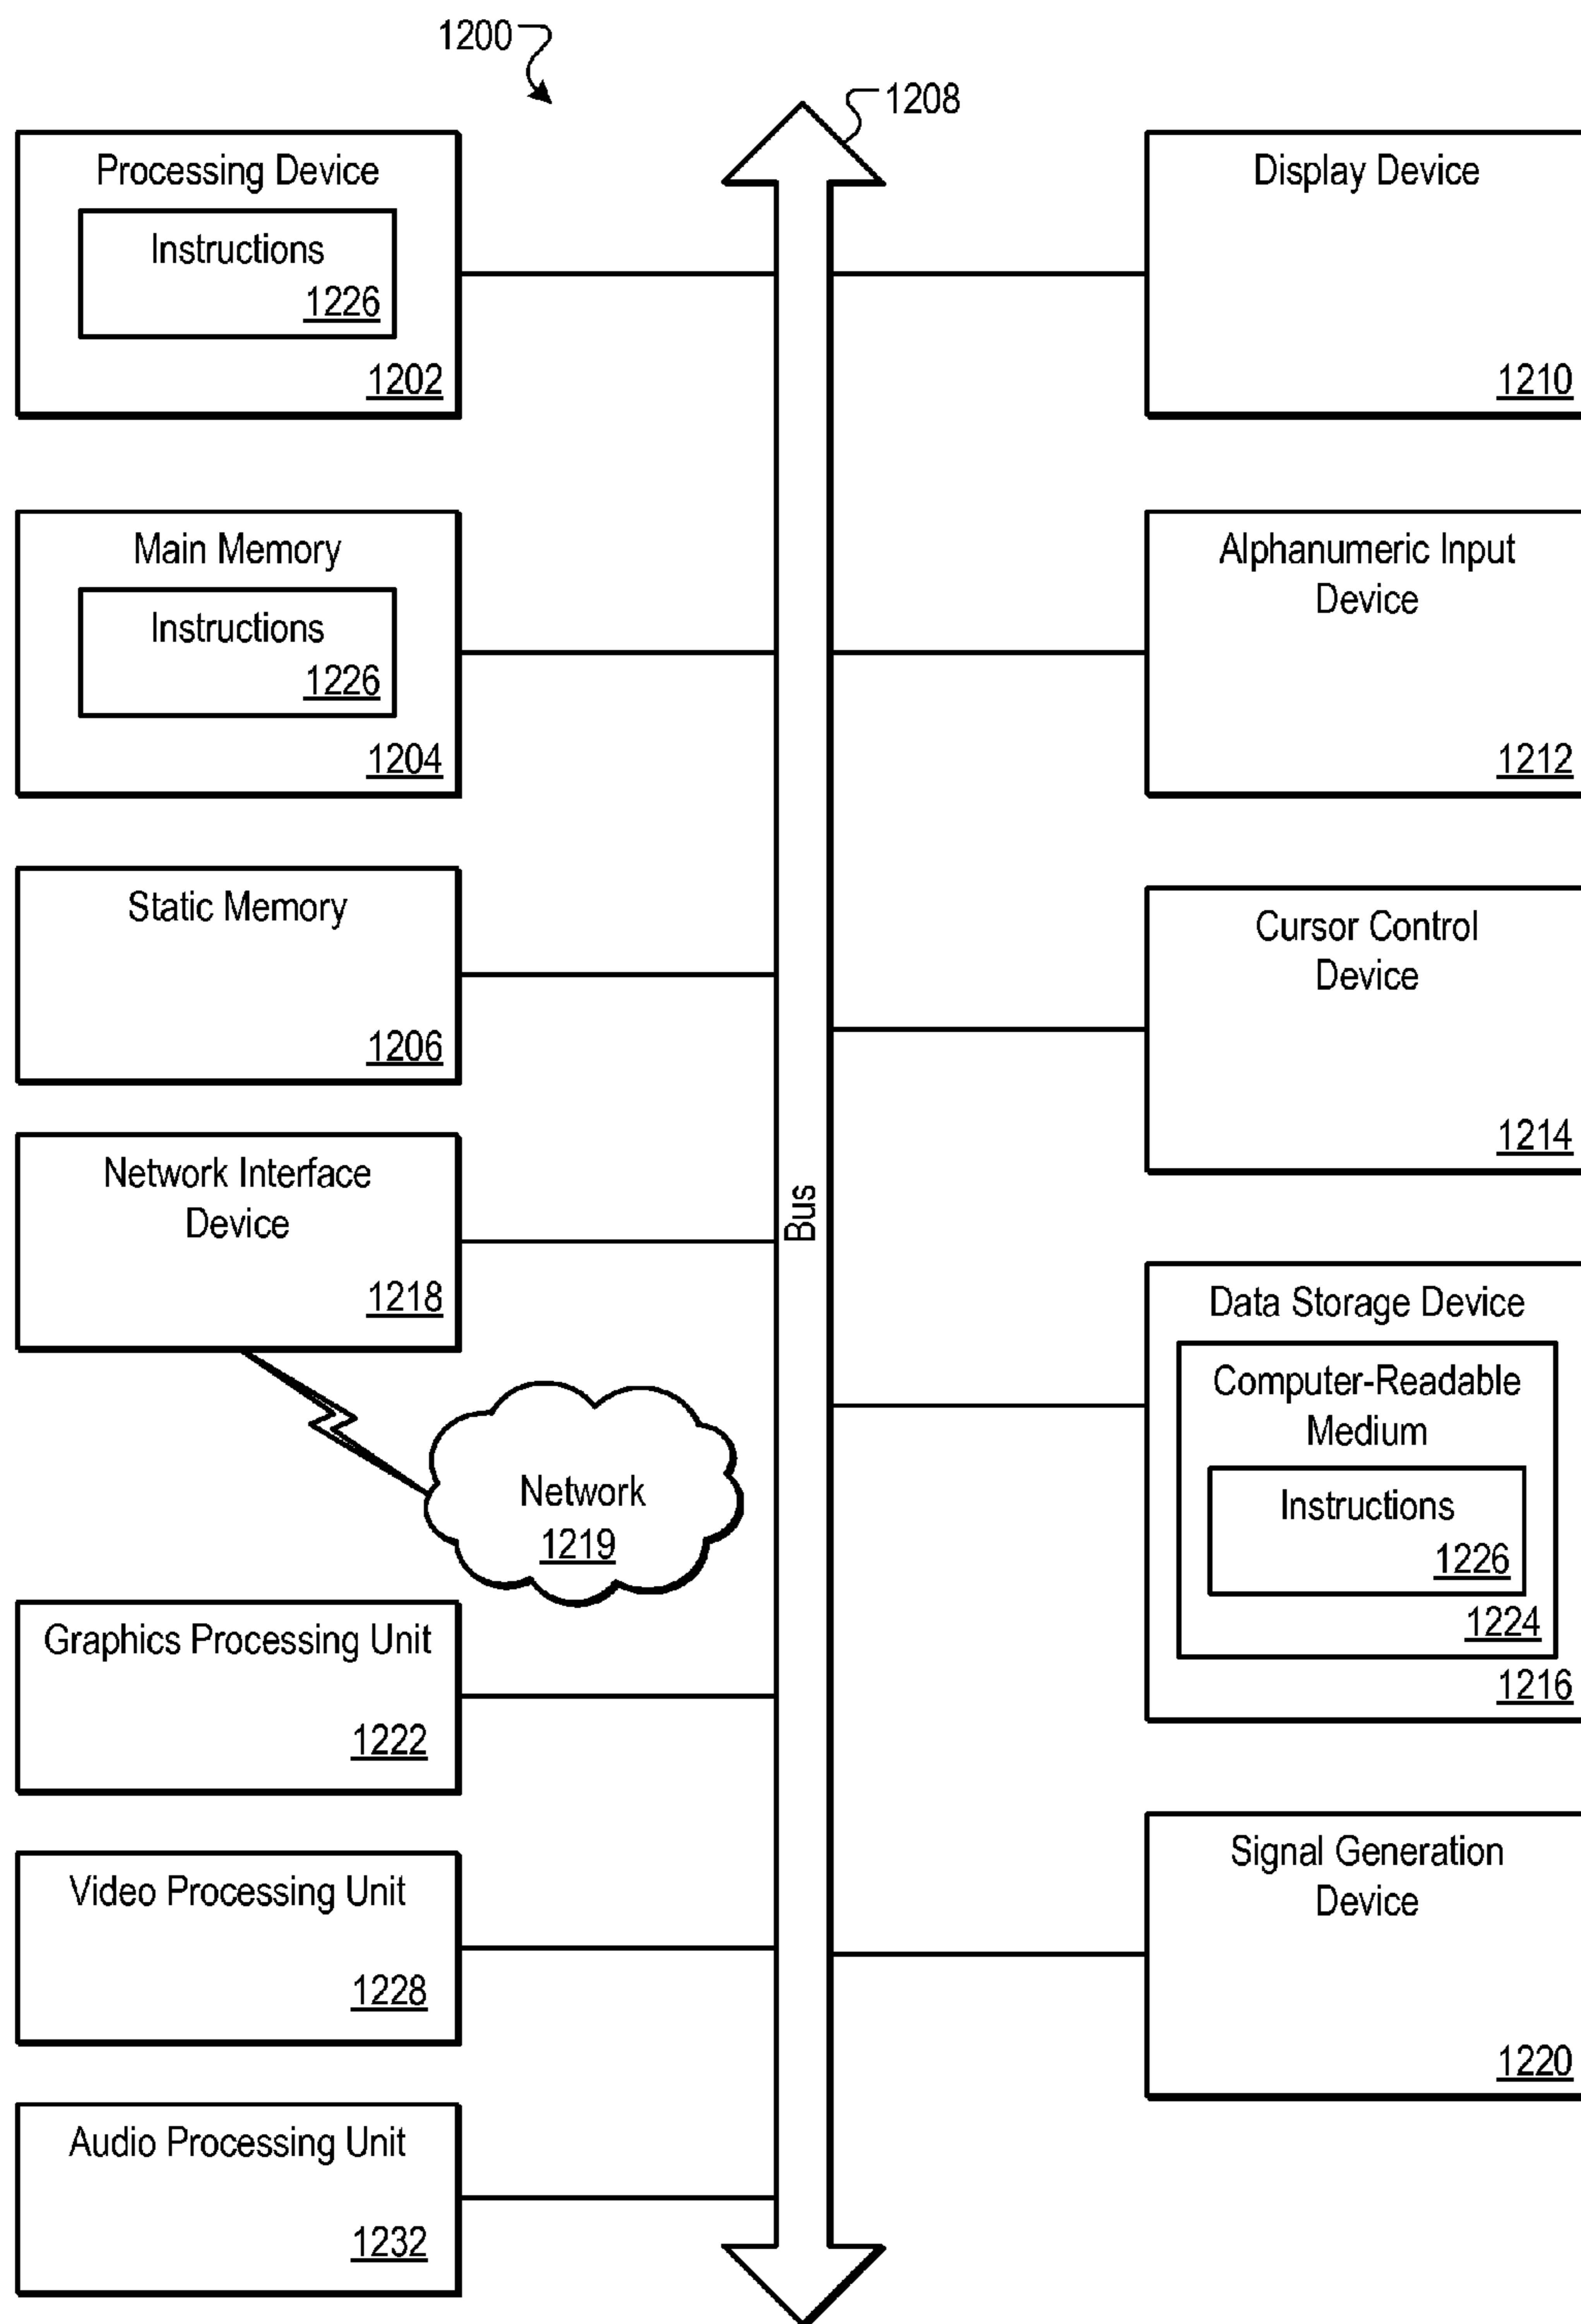 1200
1208
Processing Device
Instructions
1226
1202
Main Memory
Instructions
1226
1204
Static Memory
1206
Network Interface
Device
1218
Network
1219
Graphics Processing Unit
1222
Video Processing Unit
1228
Audio Processing Unit
1232
Bus
Display Device
1210
Alphanumeric Input
Device
1212
Cursor Control
Device
1214
Data Storage Device
Computer-Readable
Medium
Instructions
1226
1224
1216
Signal Generation
Device
1220